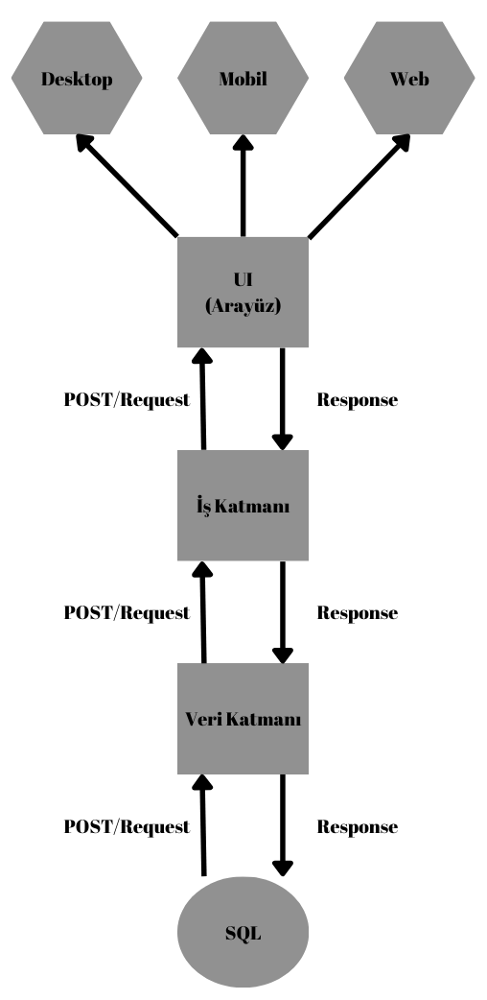 Desktop
Mobil
Web
UI
(Arayüz)
POST/Request
Response
İş Katmanı
POST/Request
Response
Veri Katmanı
POST/Request
Response
SQL